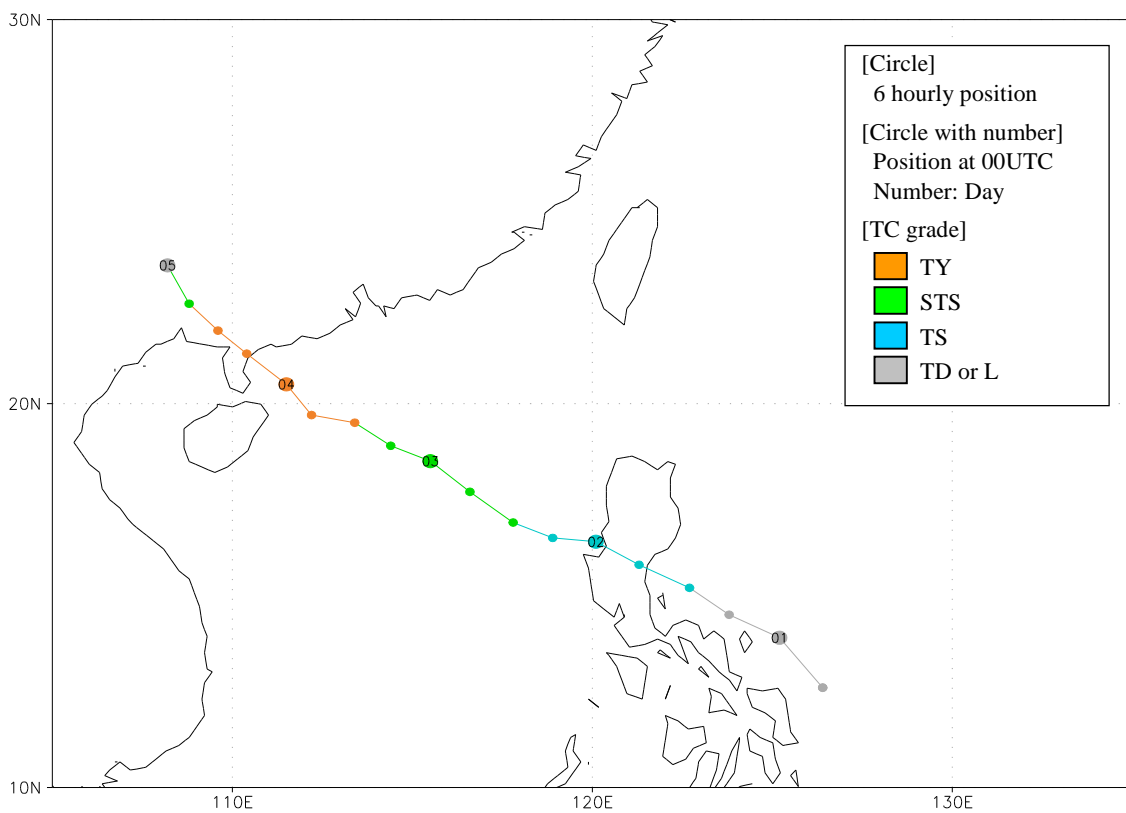 30N
[Circle]
6 hourly position
[Circle with number]
Position at 00UTC
Number: Day
[TC grade]
TY
STS
TS
TD or L
05
04
20N
03
02
01
10N
110E
120E
130E